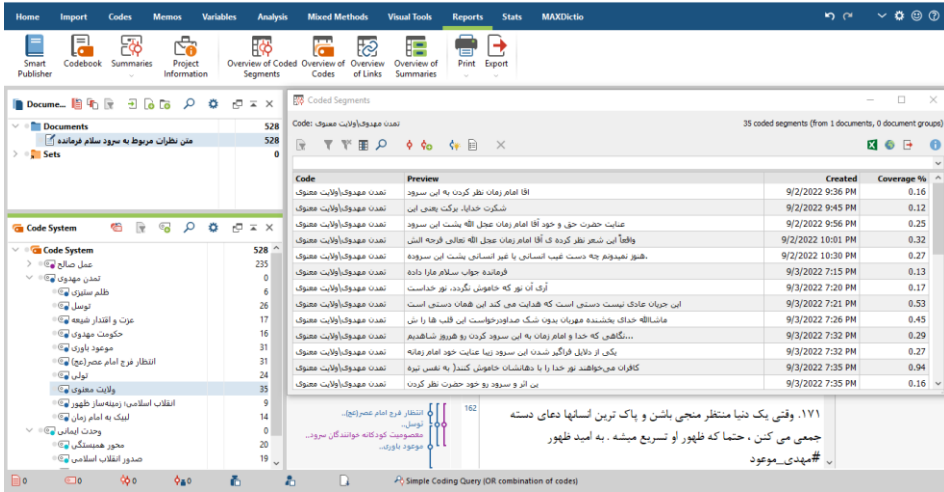 Home Import Codes Memos Variables Analysis Mixed Methods Visual Tools Reports Stats MAXDictio
Smart Publisher
Codebook
Summaries
Project Information
Overview of Coded Segments
Overview of Codes
Overview of Links
Overview of Summaries
Print
Export
Docume...
Documents 528
متن نظرات مربوط به سرود سلام فرمانده 528
Sets 0
Code System
Code System 528
عمل صالح 235
تمدن مهدوی 0
ظلم ستیزی 6
توسل 26
عزت و اقتدار شیعه 17
حکومت مهدوی 16
موعود باوری 31
انتظار فرج امام عصر(عج) 31
تولی 24
ولایت معنوی 35
انقلاب اسلامی؛ زمینه‌ساز ظهور 9
لبیک به امام زمان 14
وحدت ایمانی 0
محور همبستگی 20
صدور انقلاب اسلامی 19
Coded Segments
Code: تمدن مهدوی\ولایت معنوی
35 coded segments (from 1 documents, 0 document groups)
Code Preview Created Coverage %
تمدن مهدوی\ولایت معنوی اقا امام زمان نظر کردن به این سرود 9/2/2022 9:36 PM 0.16
تمدن مهدوی\ولایت معنوی شکرت خدایا. برکت یعنی این 9/2/2022 9:45 PM 0.12
تمدن مهدوی\ولایت معنوی عنایت حضرت حق و خود آقا امام زمان عجل الله پشت این سرود 9/2/2022 9:56 PM 0.25
تمدن مهدوی\ولایت معنوی واقعاً این شعر نظر کرده ی آقا امام زمان عجل الله تعالی فرجه الش 9/2/2022 10:01 PM 0.32
تمدن مهدوی\ولایت معنوی .هنوز نمیدونم چه دست غیب انسانی یا غیر انسانی پشت این سروده 9/2/2022 10:30 PM 0.27
تمدن مهدوی\ولایت معنوی فرمانده جواب سلام مارا داده 9/3/2022 7:15 PM 0.13
تمدن مهدوی\ولایت معنوی آری آن نور که خاموش نگردد، نور خداست 9/3/2022 7:20 PM 0.17
تمدن مهدوی\ولایت معنوی این جریان عادی نیست دستی است که هدایت می کند این همان دستی است 9/3/2022 7:21 PM 0.53
تمدن مهدوی\ولایت معنوی ماشاالله خدای بخشنده مهربان بدون شک صداودرخواست این قلب ها را ش 9/3/2022 7:26 PM 0.45
تمدن مهدوی\ولایت معنوی ...نگاهی که خدا و امام زمان به این سرود کردن رو هرروز شاهدیم 9/3/2022 7:32 PM 0.29
تمدن مهدوی\ولایت معنوی یکی از دلایل فراگیر شدن این سرود زیبا عنایت خود امام زمانه 9/3/2022 7:32 PM 0.27
تمدن مهدوی\ولایت معنوی کافران می‌خواهند نور خدا را با دهانشان خاموش کنند( به نفس تیره 9/3/2022 7:35 PM 0.94
تمدن مهدوی\ولایت معنوی ین اثر و سرود رو خود حضرت نظر کردن 9/3/2022 7:35 PM 0.16
162
انتظار فرج امام عصر(عج)..
توسل..
معصومیت کودکانه خوانندگان سرود..
موعود باوری..
۱۷۱. وقتی یک دنیا منتظر منجی باشن و پاک ترین انسانها دعای دسته
جمعی می کنن ، حتما که ظهور او تسریع میشه . به امید ظهور
#مهدی_موعود
0 0 0 0 Simple Coding Query (OR combination of codes)